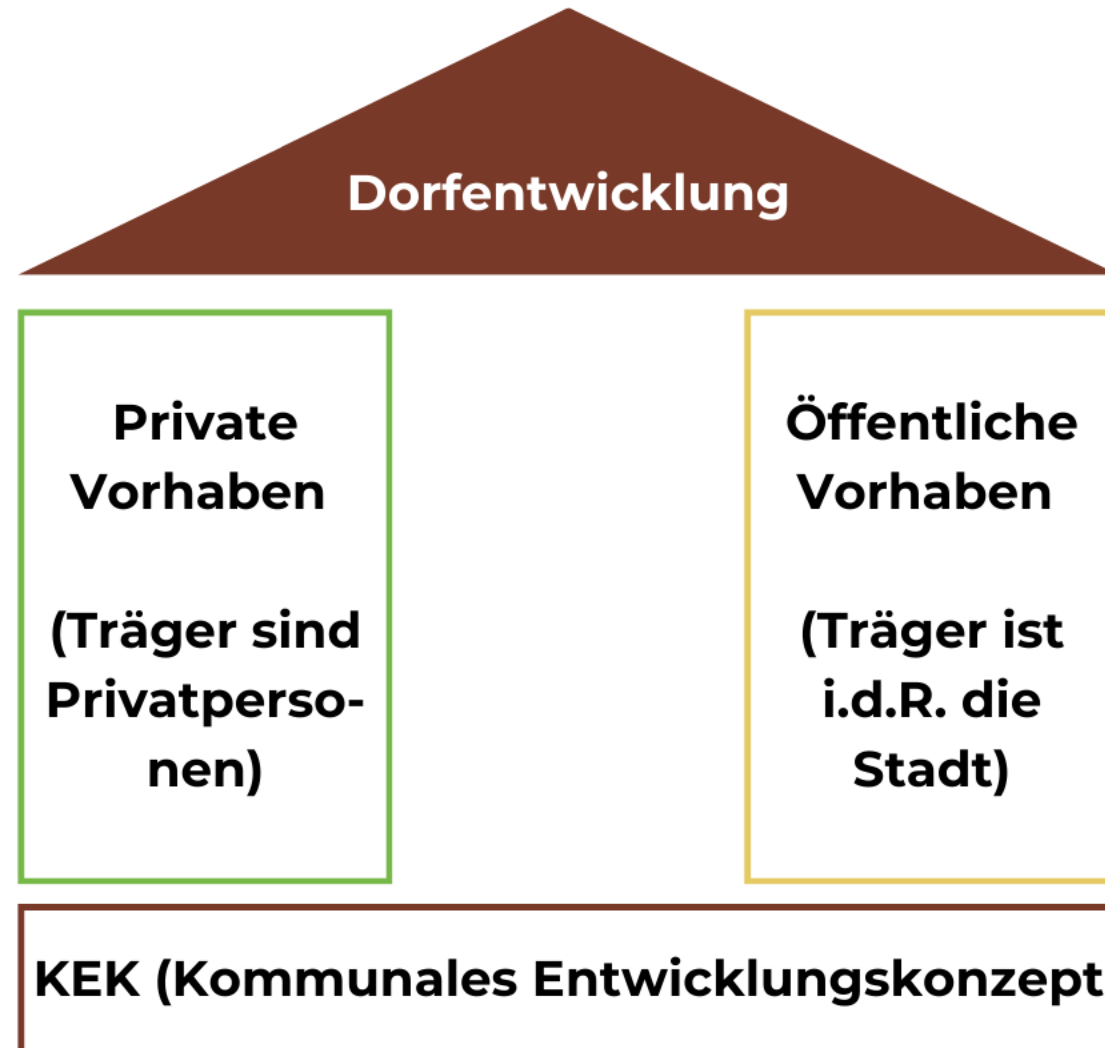 Dorfentwicklung
Private
Vorhaben
(Träger sind
Privatperso-
nen)
Öffentliche
Vorhaben
(Träger ist
i.d.R. die
Stadt)
KEK (Kommunales Entwicklungskonzept